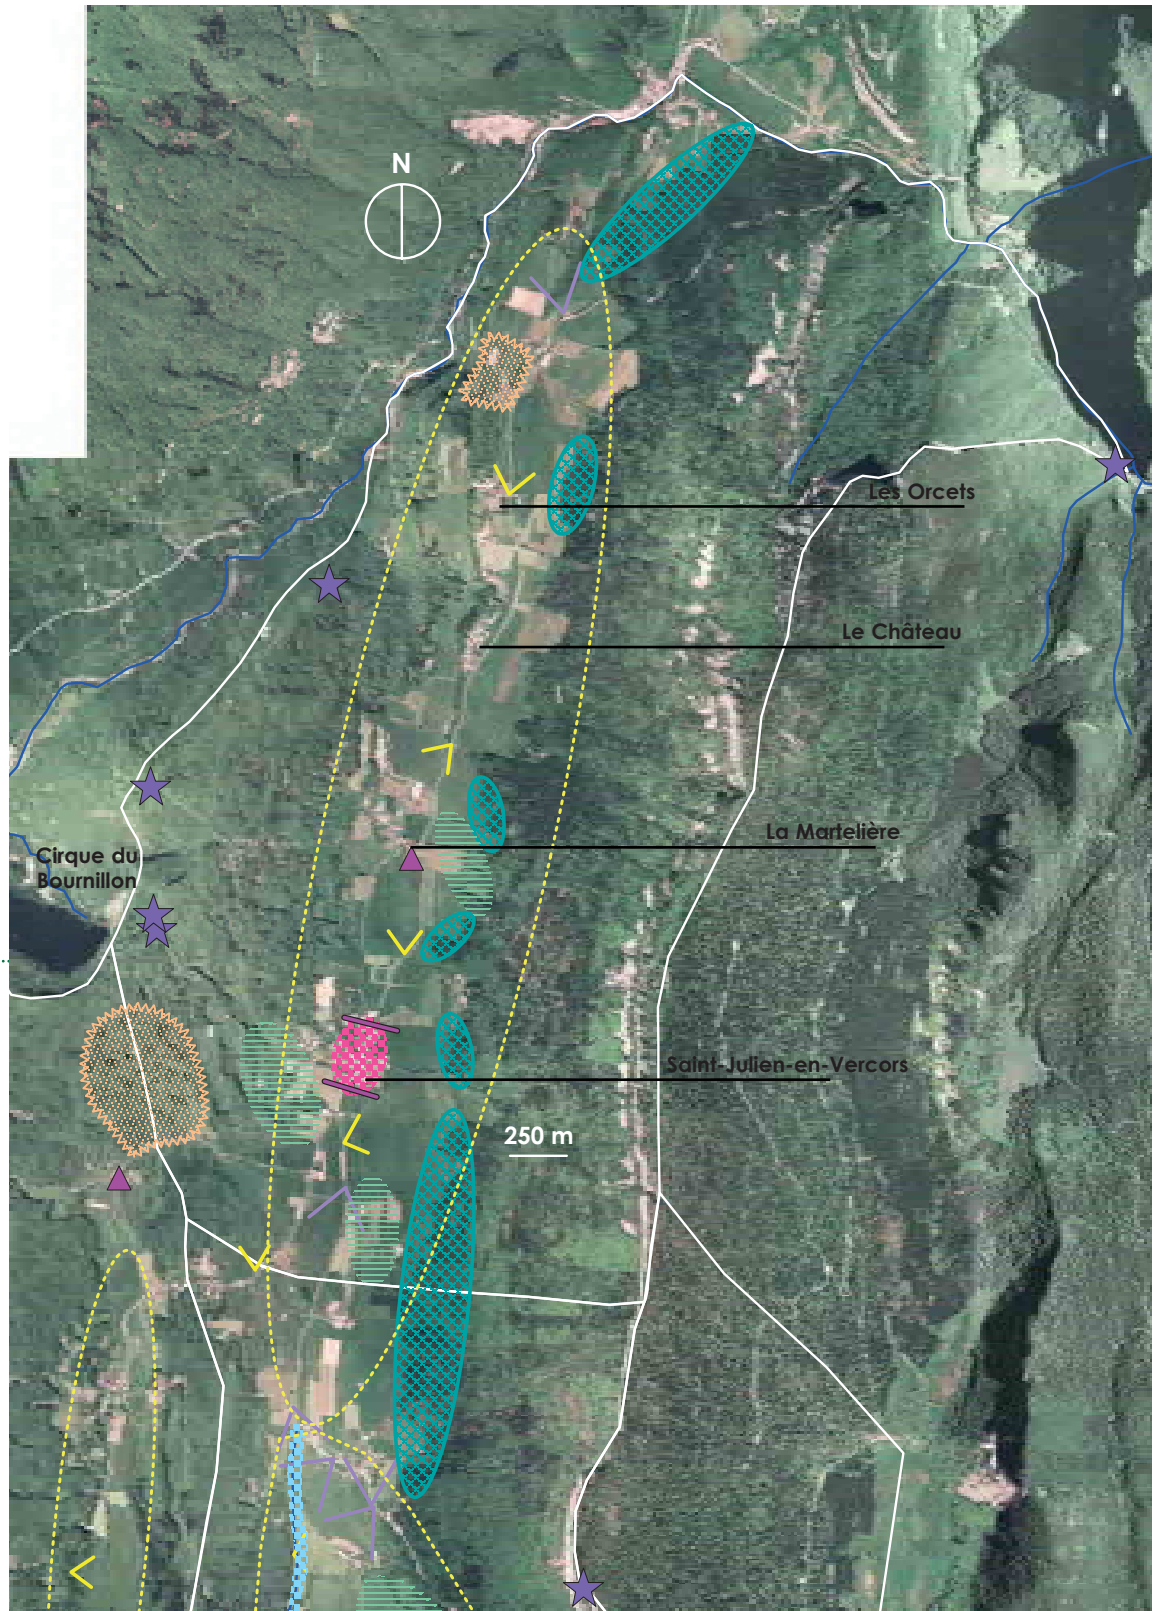 N
Les Orcets
Le Château
La Martelière
Cirque du
Bournillon
Saint-Julien-en-Vercors
250 m